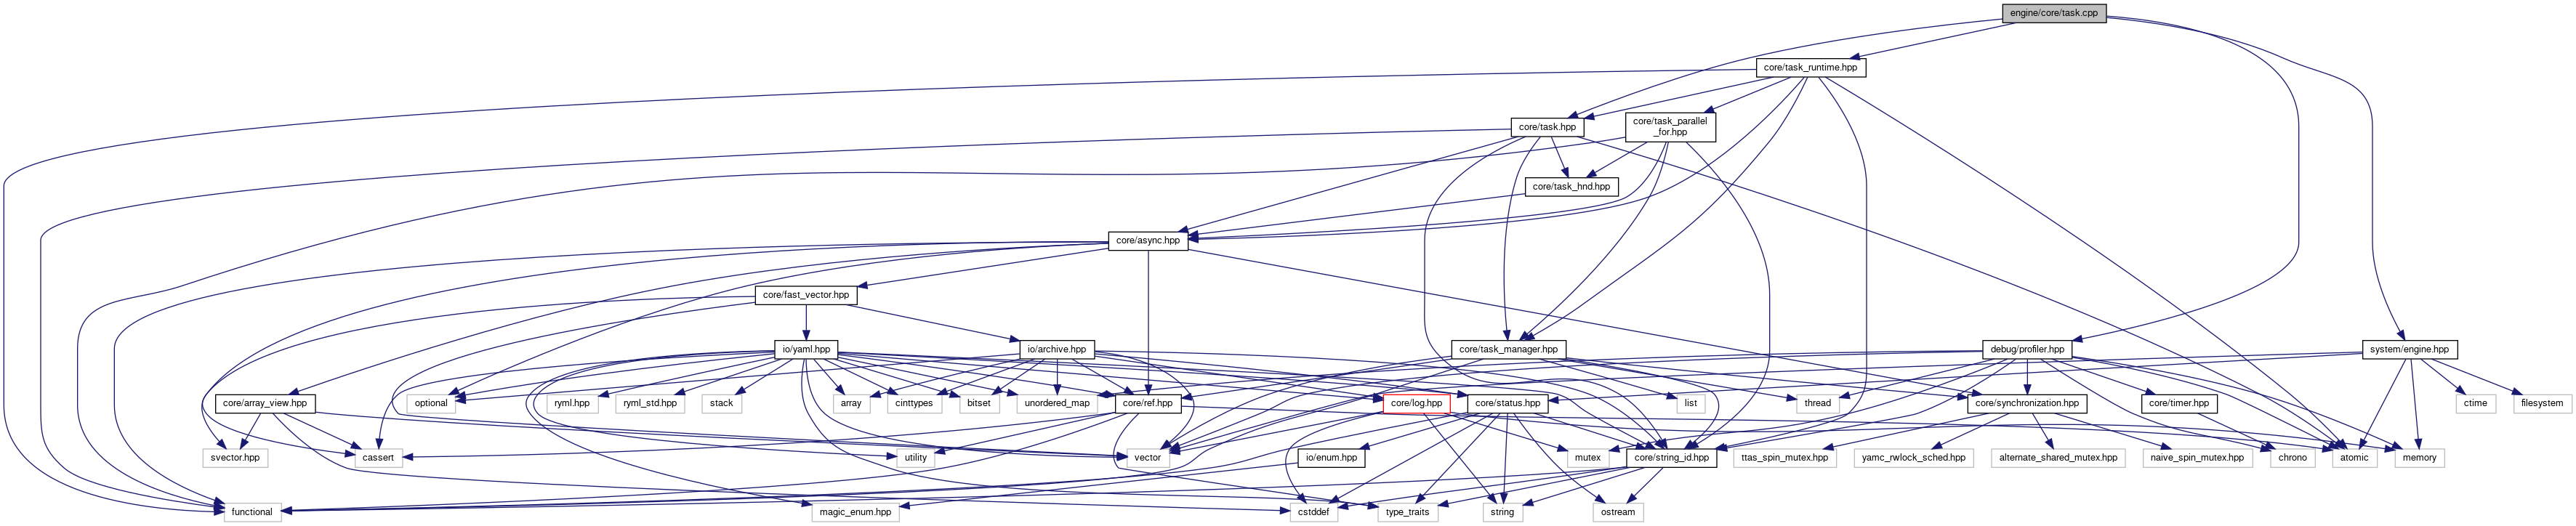 engine/core/task.cpp
core/task_runtime.hpp
core/task.hpp
core/task_parallel
_for.hpp
core/task_hnd.hpp
core/async.hpp
core/fast_vector.hpp
io/yaml.hpp
io/archive.hpp
core/task_manager.hpp
debug/profiler.hpp
system/engine.hpp
core/array_view.hpp
optional
ryml.hpp
ryml_std.hpp
stack
array
cinttypes
bitset
unordered_map
core/ref.hpp
core/log.hpp
core/status.hpp
list
thread
core/synchronization.hpp
core/timer.hpp
ctime
filesystem
svector.hpp
cassert
utility
vector
io/enum.hpp
mutex
core/string_id.hpp
ttas_spin_mutex.hpp
yamc_rwlock_sched.hpp
alternate_shared_mutex.hpp
naive_spin_mutex.hpp
chrono
atomic
memory
functional
magic_enum.hpp
cstddef
type_traits
string
ostream